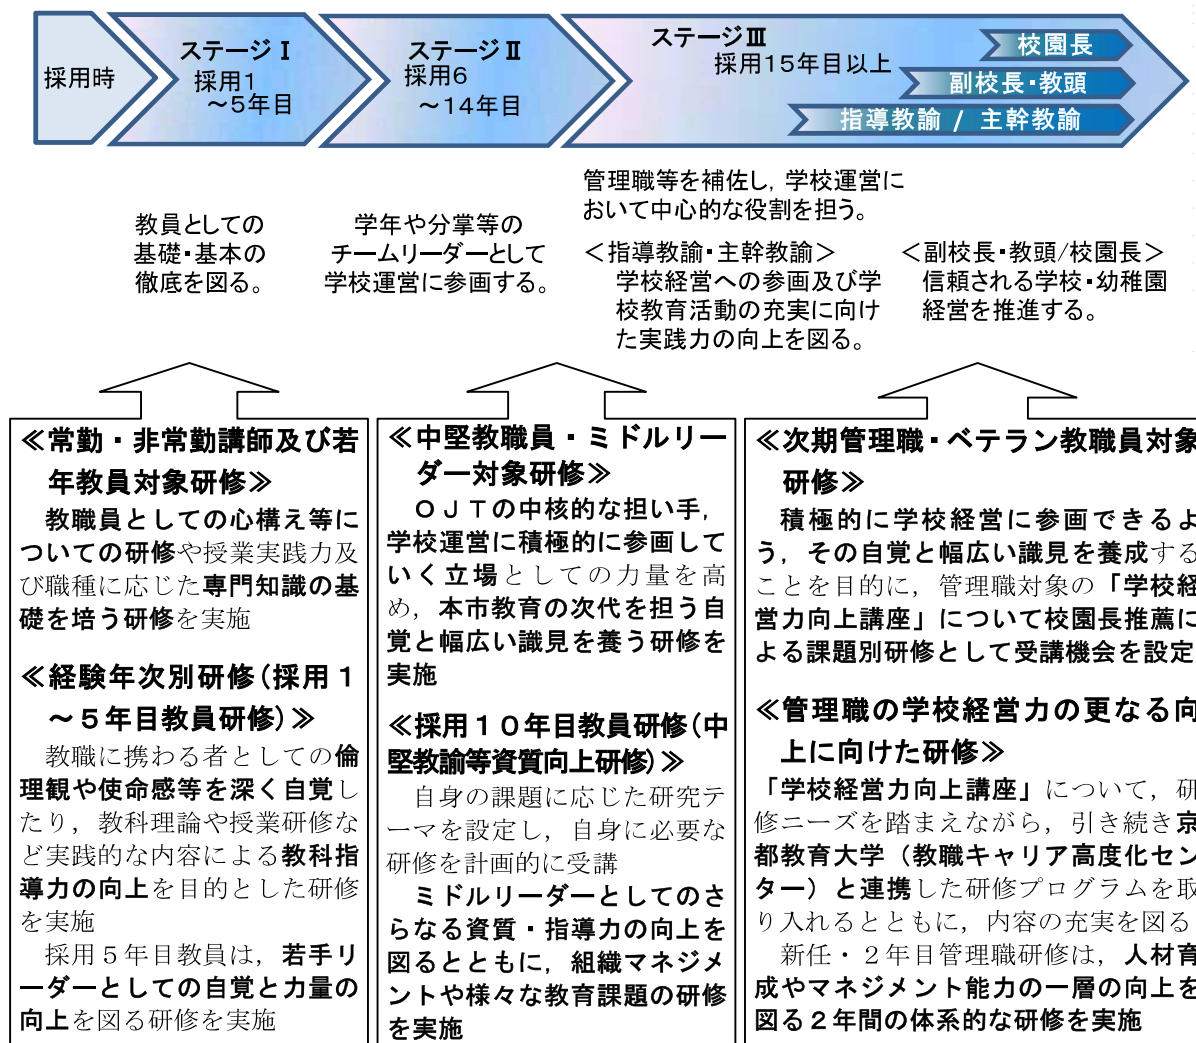 採用時
ステージⅠ
採用1
～5年目
ステージⅡ
採用6
～14年目
ステージⅢ
採用15年目以上
校園長
副校長・教頭
指導教諭 / 主幹教諭
教員としての
基礎・基本の
徹底を図る。
学年や分掌等の
チームリーダーとして
学校運営に参画する。
管理職等を補佐し，学校運営に
おいて中心的な役割を担う。
＜指導教諭・主幹教諭＞
学校経営への参画及び学
校教育活動の充実に向け
た実践力の向上を図る。
＜副校長・教頭/校園長＞
信頼される学校・幼稚園
経営を推進する。
≪常勤・非常勤講師及び若
年教員対象研修≫
教職員としての心構え等に
ついての研修や授業実践力及
び職種に応じた専門知識の基
礎を培う研修を実施
≪経験年次別研修（採用１
～５年目教員研修）≫
教職に携わる者としての倫
理観や使命感等を深く自覚し
たり，教科理論や授業研修な
ど実践的な内容による教科指
導力の向上を目的とした研修
を実施
採用５年目教員は，若手リ
ーダーとしての自覚と力量の
向上を図る研修を実施
≪中堅教職員・ミドルリー
ダー対象研修≫
ＯＪＴの中核的な担い手，
学校運営に積極的に参画して
いく立場としての力量を高
め，本市教育の次代を担う自
覚と幅広い識見を養う研修を
実施
≪採用１０年目教員研修（中
堅教諭等資質向上研修）≫
自身の課題に応じた研究テ
ーマを設定し，自身に必要な
研修を計画的に受講
ミドルリーダーとしてのさ
らなる資質・指導力の向上を
図るとともに，組織マネジメ
ントや様々な教育課題の研修
を実施
≪次期管理職・ベテラン教職員対象
研修≫
積極的に学校経営に参画できるよ
う，その自覚と幅広い識見を養成する
ことを目的に，管理職対象の「学校経
営力向上講座」について校園長推薦に
よる課題別研修として受講機会を設定
≪管理職の学校経営力の更なる向
上に向けた研修≫
「学校経営力向上講座」について，研
修ニーズを踏まえながら，引き続き京
都教育大学（教職キャリア高度化セン
ター）と連携した研修プログラムを取
り入れるとともに，内容の充実を図る
新任・２年目管理職研修は，人材育
成やマネジメント能力の一層の向上を
図る２年間の体系的な研修を実施